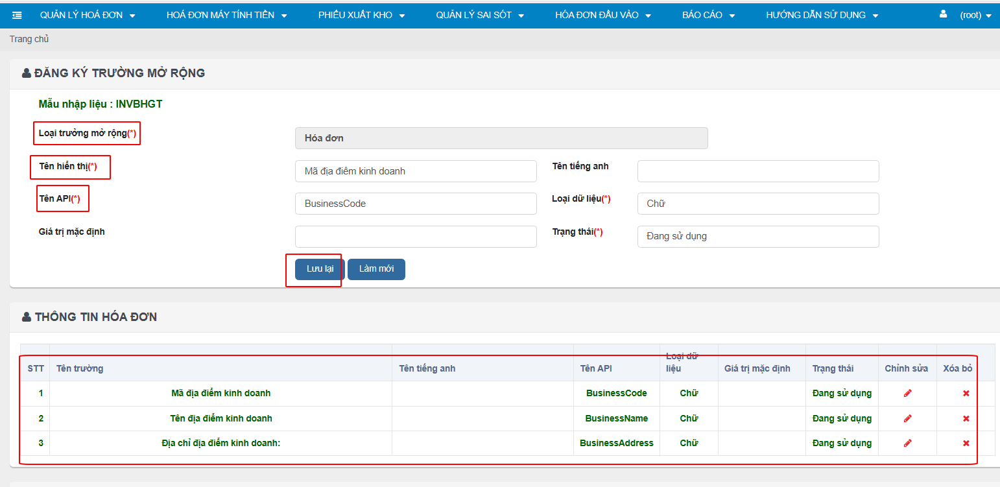 QUẢN LÝ HOÁ ĐƠN HOÁ ĐƠN MÁY TÍNH TIỀN PHIẾU XUẤT KHO QUẢN LÝ SAI SÓT HÓA ĐƠN ĐẦU VÀO BÁO CÁO HƯỚNG DẪN SỬ DỤNG (root)
Trang chủ
ĐĂNG KÝ TRƯỜNG MỞ RỘNG
Mẫu nhập liệu : INVBHGT
Loại trưởng mở rộng(*) Hóa đơn
Tên hiển thị(*) Mã địa điểm kinh doanh Tên tiếng anh
Tên API(*) BusinessCode Loại dữ liệu(*) Chữ
Giá trị mặc định Trạng thái(*) Đang sử dụng
Lưu lại Làm mới
THÔNG TIN HÓA ĐƠN
STT Tên trường Tên tiếng anh Tên API Loại dữ liệu Giá trị mặc định Trạng thái Chỉnh sửa Xóa bỏ
1 Mã địa điểm kinh doanh BusinessCode Chữ Đang sử dụng
2 Tên địa điểm kinh doanh BusinessName Chữ Đang sử dụng
3 Địa chỉ địa điểm kinh doanh: BusinessAddress Chữ Đang sử dụng